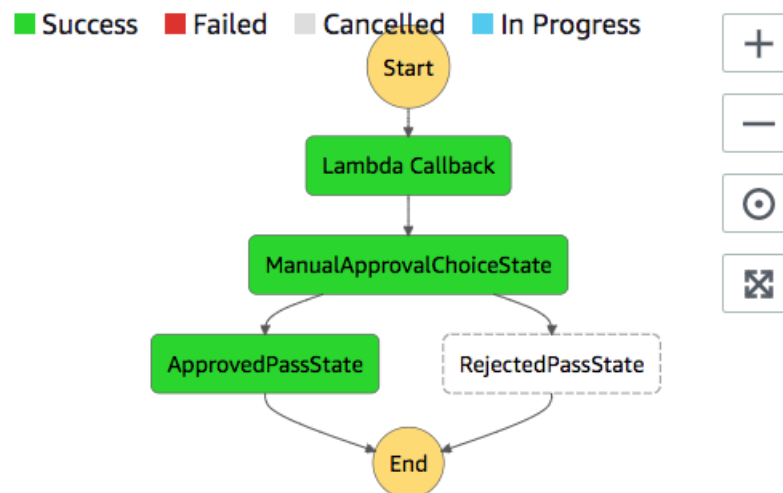 Success Failed Cancelled In Progress
Start
Lambda Callback
ManualApprovalChoiceState
ApprovedPassState RejectedPassState
End